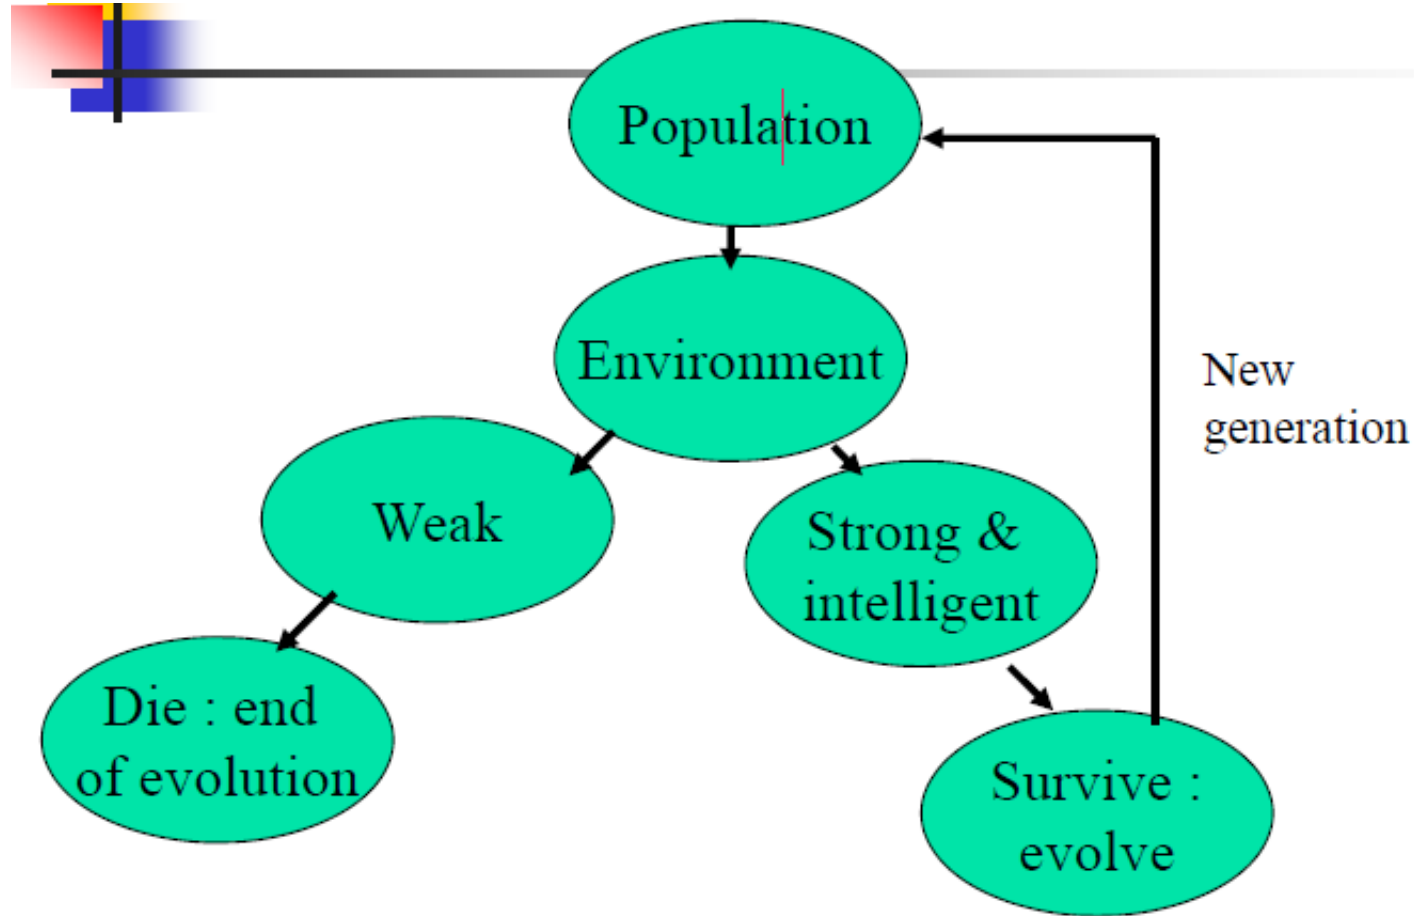 Population
Environment
New
generation
Weak
Strong &
intelligent
Die : end
of evolution
Survive :
evolve